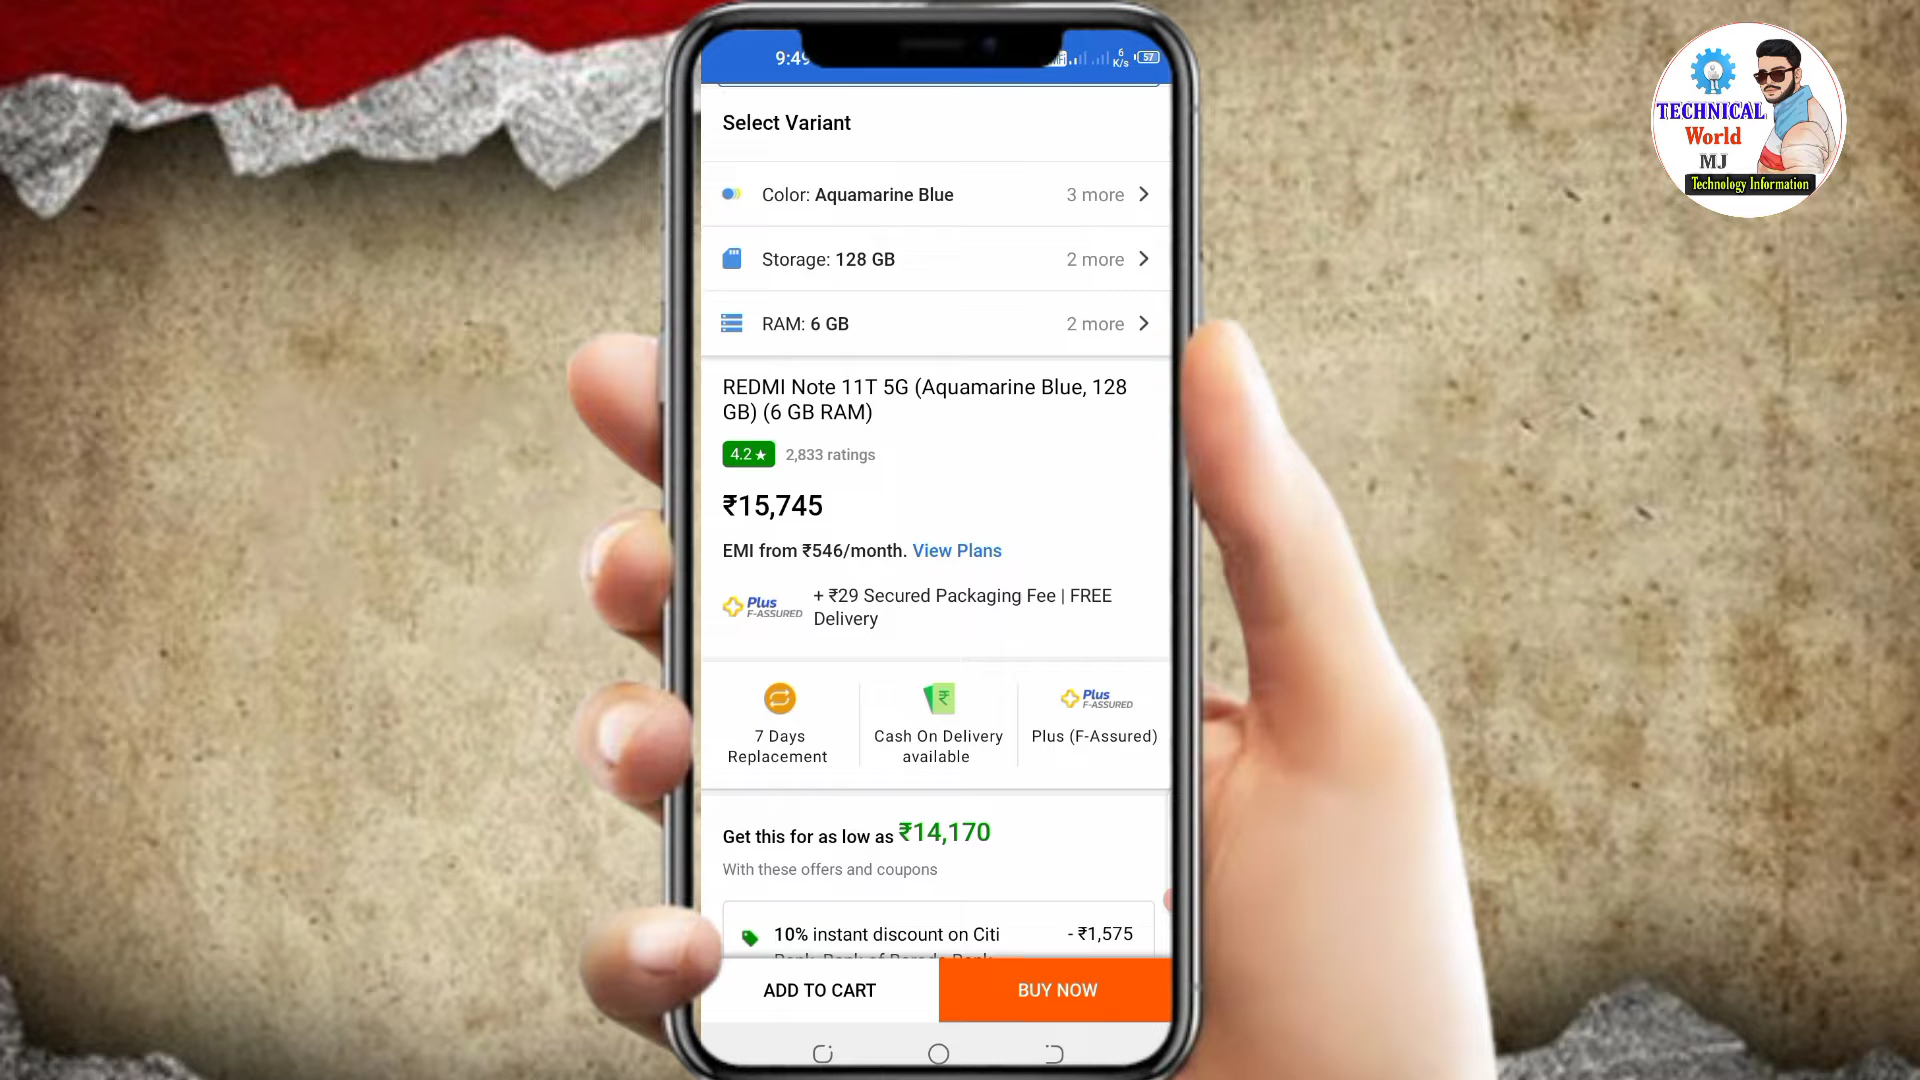 9:49
6
K/s
57
Select Variant
Color: Aquamarine Blue 3 more
Storage: 128 GB 2 more
RAM: 6 GB 2 more
REDMI Note 11T 5G (Aquamarine Blue, 128
GB) (6 GB RAM)
4.2★ 2,833 ratings
₹15,745
EMI from ₹546/month. View Plans
Plus
F-ASSURED
+ ₹29 Secured Packaging Fee | FREE
Delivery
7 Days
Replacement
₹
Cash On Delivery
available
Plus
F-ASSURED
Plus (F-Assured)
Get this for as low as ₹14,170
With these offers and coupons
10% instant discount on Citi - ₹1,575
ADD TO CART BUY NOW
TECHNICAL
World
MJ
Technology Information